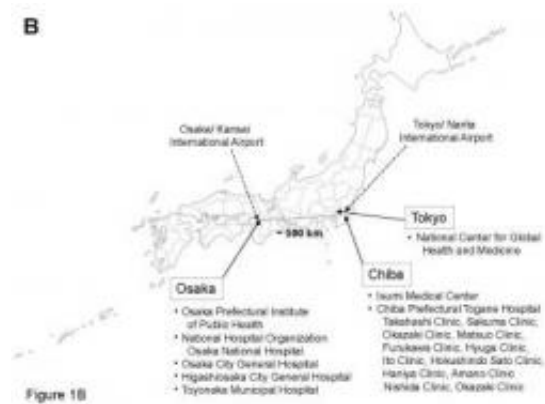 B
Osaka/ Kansai
International Airport
Tokyo/ Narita
International Airport
~ 500 km
Tokyo
• National Center for Global
Health and Medicine
Osaka
• Osaka Prefectural Institute
of Public Health
• National Hospital Organization
Osaka National Hospital
• Osaka City General Hospital
• Higashiosaka City General Hospital
• Toyonaka Municipal Hospital
Chiba
• Isumi Medical Center
• Chiba Prefectural Togane Hospital
Takahashi Clinic, Sakuma Clinic,
Okazaki Clinic, Matsuo Clinic,
Furukawa Clinic, Hyuga Clinic,
Ito Clinic, Hokushindo Sato Clinic,
Haniya Clinic, Amano Clinic
Nishida Clinic, Okazaki Clinic
Figure 1B